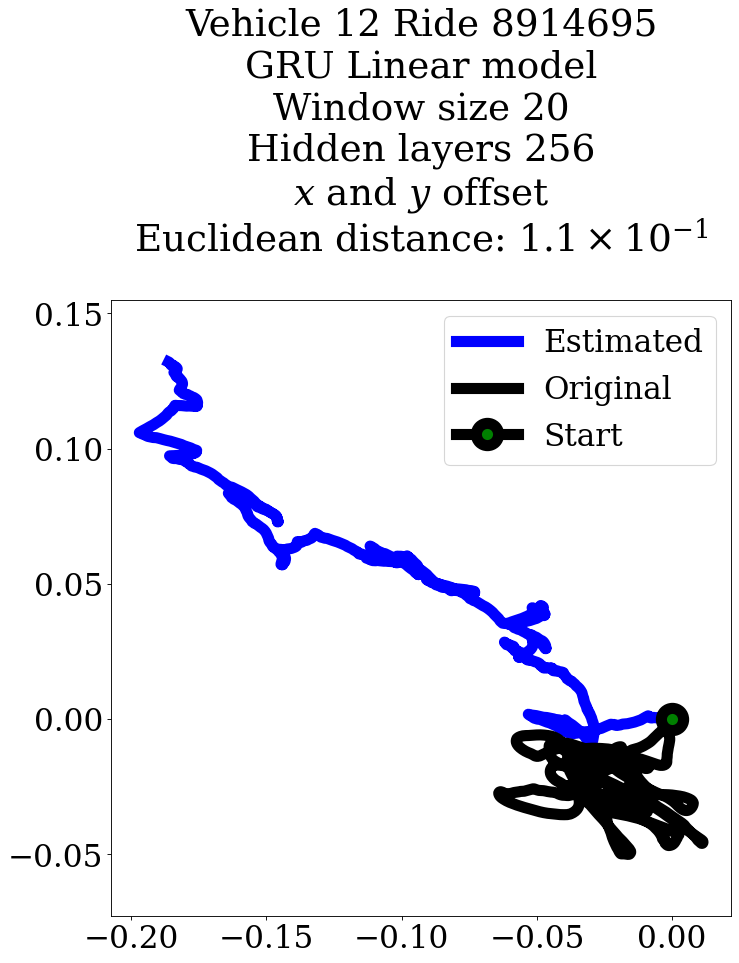 Vehicle 12 Ride 8914695
GRU Linear model
Window size 20
Hidden layers 256
x and y offset
Euclidean distance: 1.1 × 10⁻¹
0.15
0.10
0.05
0.00
−0.05
Estimated
Original
Start
−0.20
−0.15
−0.10
−0.05
0.00